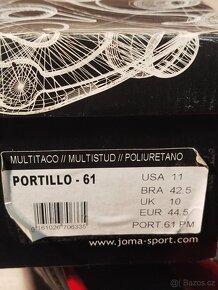 MULTITACO // MULTISTUD // POLIURETANO
PORTILLO - 61
USA 11
BRA 42.5
UK 10
EUR 44.5
PORT.61 PM
www.joma-sport.com
Bazos.cz